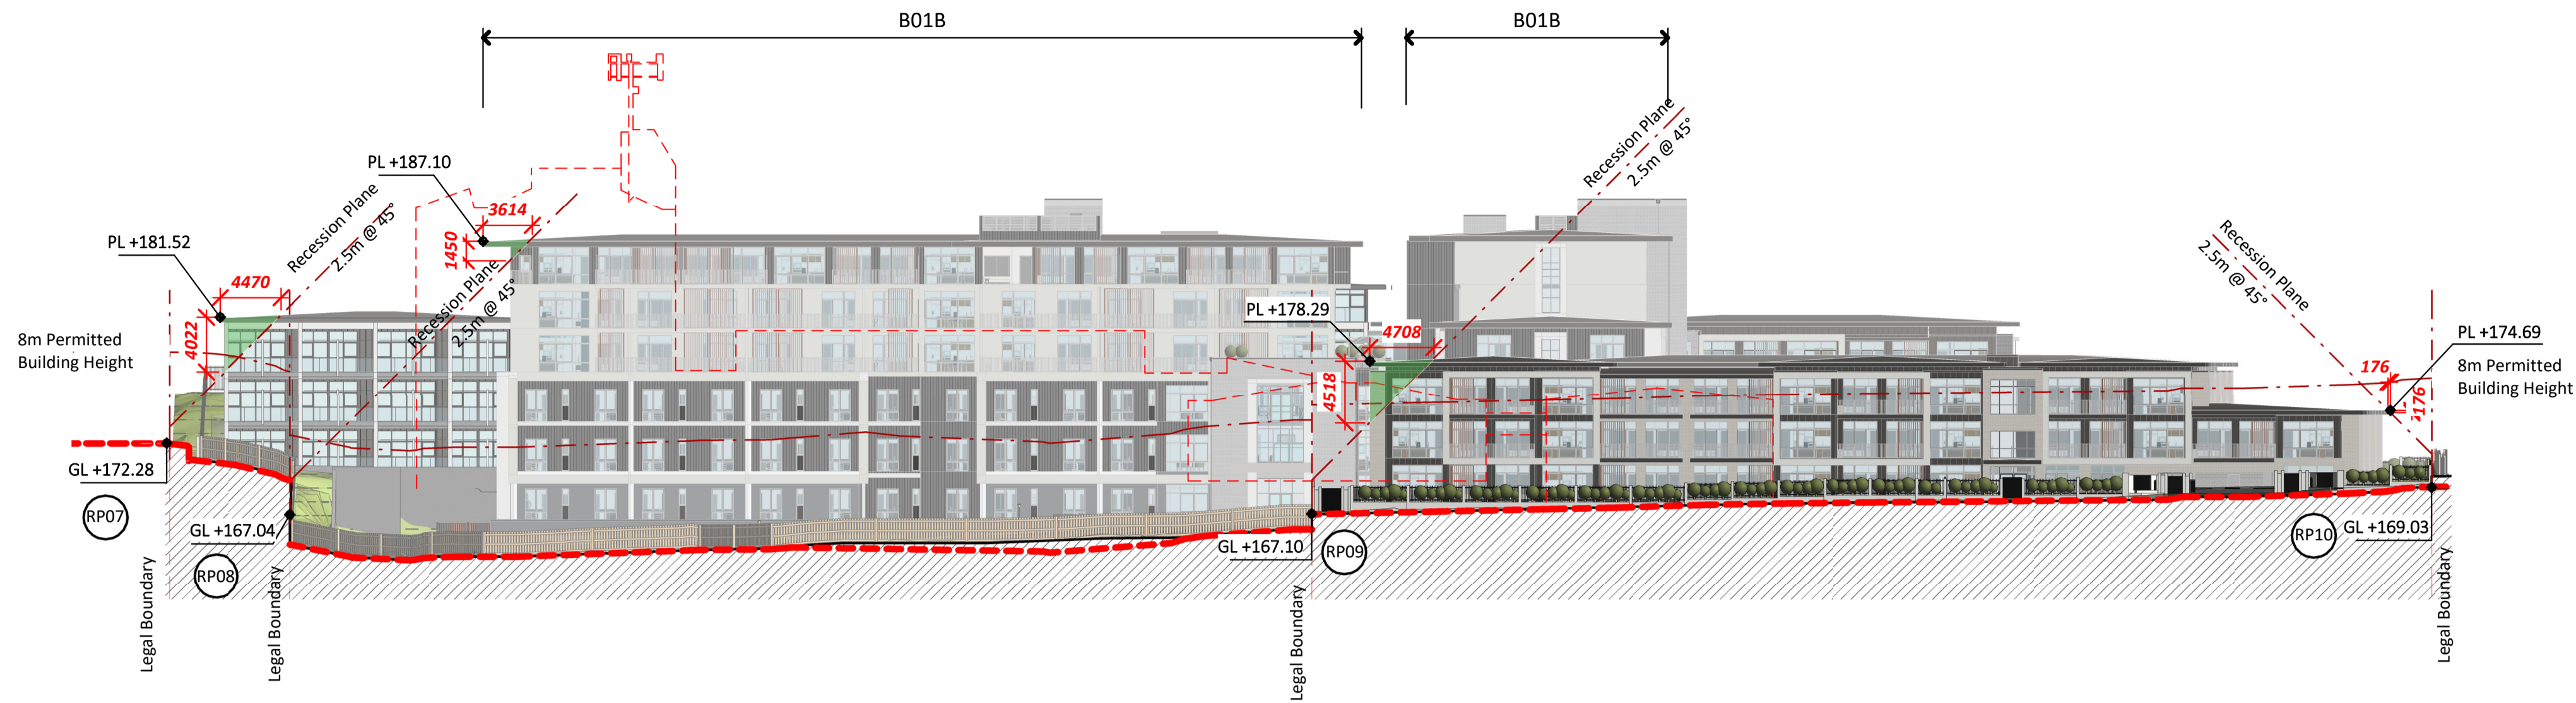 B01B
B01B
PL +187.10
Recession Plane
2.5m @ 45°
3614
1450
PL +181.52
Recession Plane
2.5m @ 45°
4470
4022
8m Permitted
Building Height
Recession Plane
2.5m @ 45°
PL +178.29
4708
4518
Recession Plane
2.5m @ 45°
PL +174.69
8m Permitted
Building Height
176
176
GL +172.28
RP07
GL +167.04
RP08
GL +167.10
RP09
RP10
GL +169.03
Legal Boundary
Legal Boundary
Legal Boundary
Legal Boundary